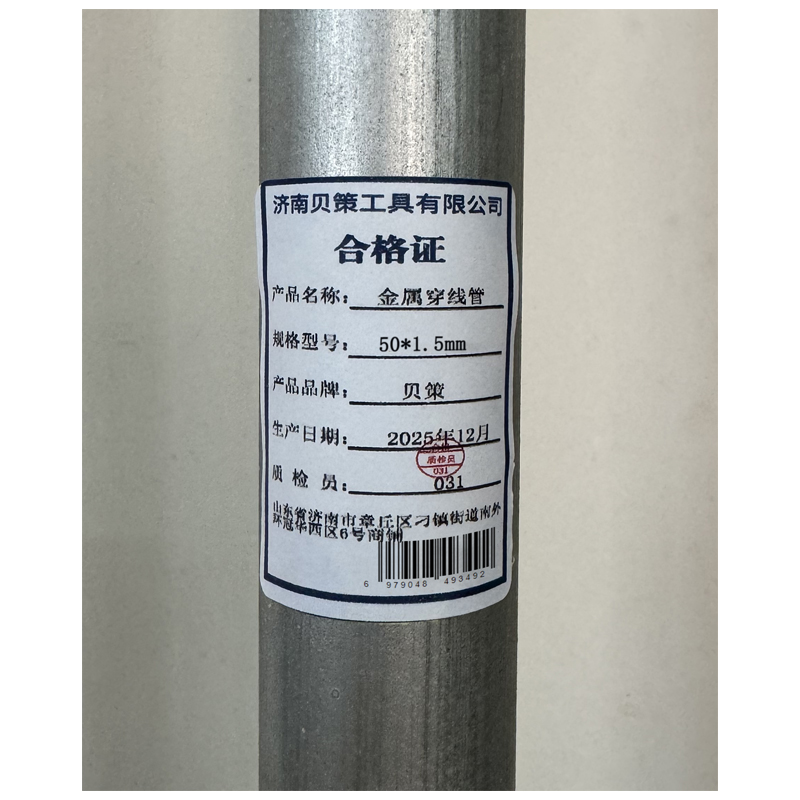 济南贝策工具有限公司
合格证
产品名称： 金属穿线管
规格型号： 50*1.5mm
产品品牌： 贝策
生产日期： 2025年12月
质检员
031
质 检 员： 031
山东省济南市章丘区刁镇街道南外
环冠华西区6号商铺
6 979048 493492